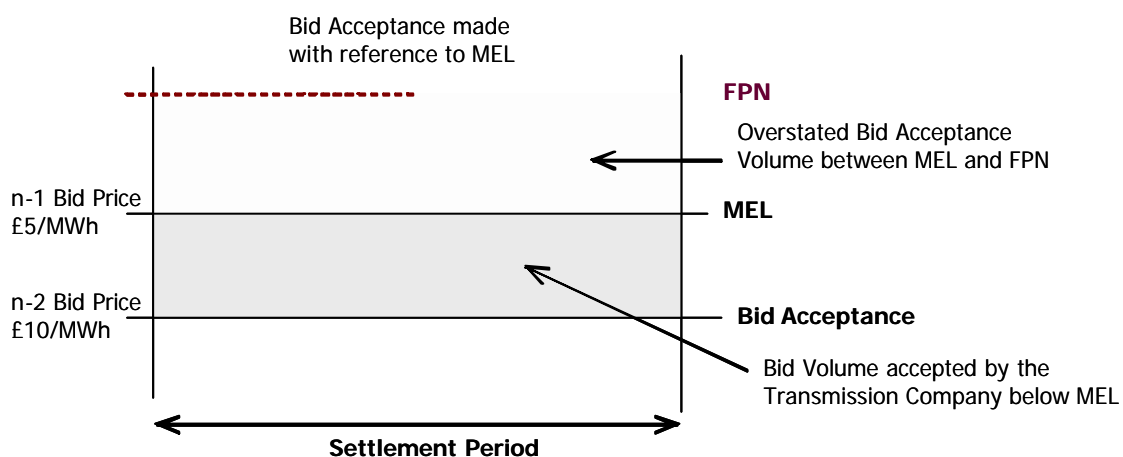 Bid Acceptance made
with reference to MEL
FPN
Overstated Bid Acceptance
Volume between MEL and FPN
n-1 Bid Price
£5/MWh
MEL
n-2 Bid Price
£10/MWh
Bid Acceptance
Bid Volume accepted by the
Transmission Company below MEL
Settlement Period